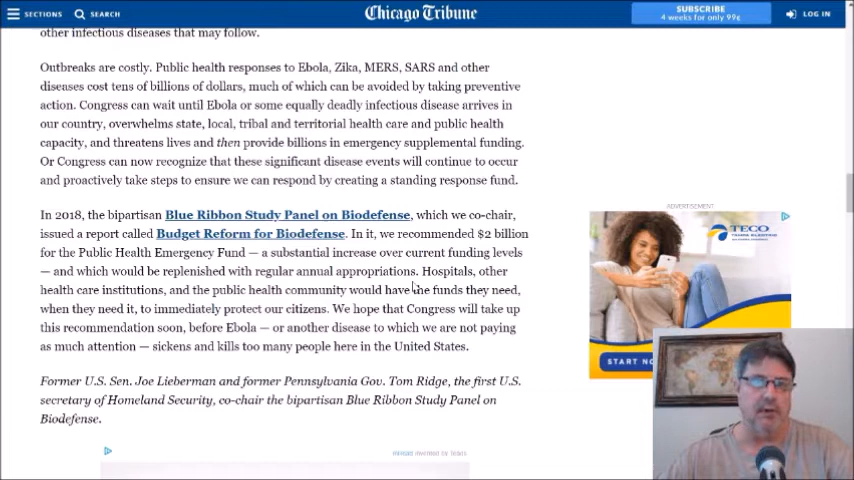 SECTIONS
SEARCH
Chicago Tribune
SUBSCRIBE
4 weeks for only 99¢
LOG IN
other infectious diseases that may follow.
Outbreaks are costly. Public health responses to Ebola, Zika, MERS, SARS and other
diseases cost tens of billions of dollars, much of which can be avoided by taking preventive
action. Congress can wait until Ebola or some equally deadly infectious disease arrives in
our country, overwhelms state, local, tribal and territorial health care and public health
capacity, and threatens lives and then provide billions in emergency supplemental funding.
Or Congress can now recognize that these significant disease events will continue to occur
and proactively take steps to ensure we can respond by creating a standing response fund.
In 2018, the bipartisan Blue Ribbon Study Panel on Biodefense, which we co-chair,
issued a report called Budget Reform for Biodefense. In it, we recommended $2 billion
for the Public Health Emergency Fund — a substantial increase over current funding levels
— and which would be replenished with regular annual appropriations. Hospitals, other
health care institutions, and the public health community would have the funds they need,
when they need it, to immediately protect our citizens. We hope that Congress will take up
this recommendation soon, before Ebola — or another disease to which we are not paying
as much attention — sickens and kills too many people here in the United States.
Former U.S. Sen. Joe Lieberman and former Pennsylvania Gov. Tom Ridge, the first U.S.
secretary of Homeland Security, co-chair the bipartisan Blue Ribbon Study Panel on
Biodefense.
ADVERTISEMENT
TECO
START NO
invented by Teads